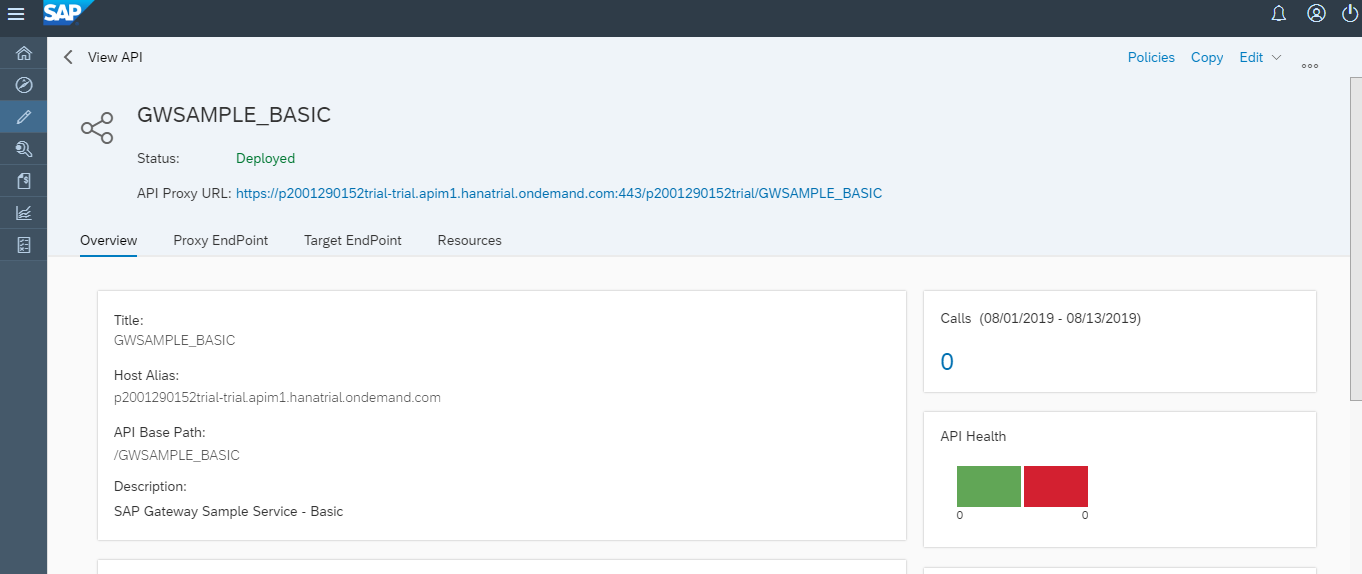 SAP
View API
Policies Copy Edit
GWSAMPLE_BASIC
Status: Deployed
API Proxy URL: https://p2001290152trial-trial.apim1.hanatrial.ondemand.com:443/p2001290152trial/GWSAMPLE_BASIC
Overview Proxy EndPoint Target EndPoint Resources
Title:
GWSAMPLE_BASIC
Host Alias:
p2001290152trial-trial.apim1.hanatrial.ondemand.com
API Base Path:
/GWSAMPLE_BASIC
Description:
SAP Gateway Sample Service - Basic
Calls (08/01/2019 - 08/13/2019)
0
API Health
0 0